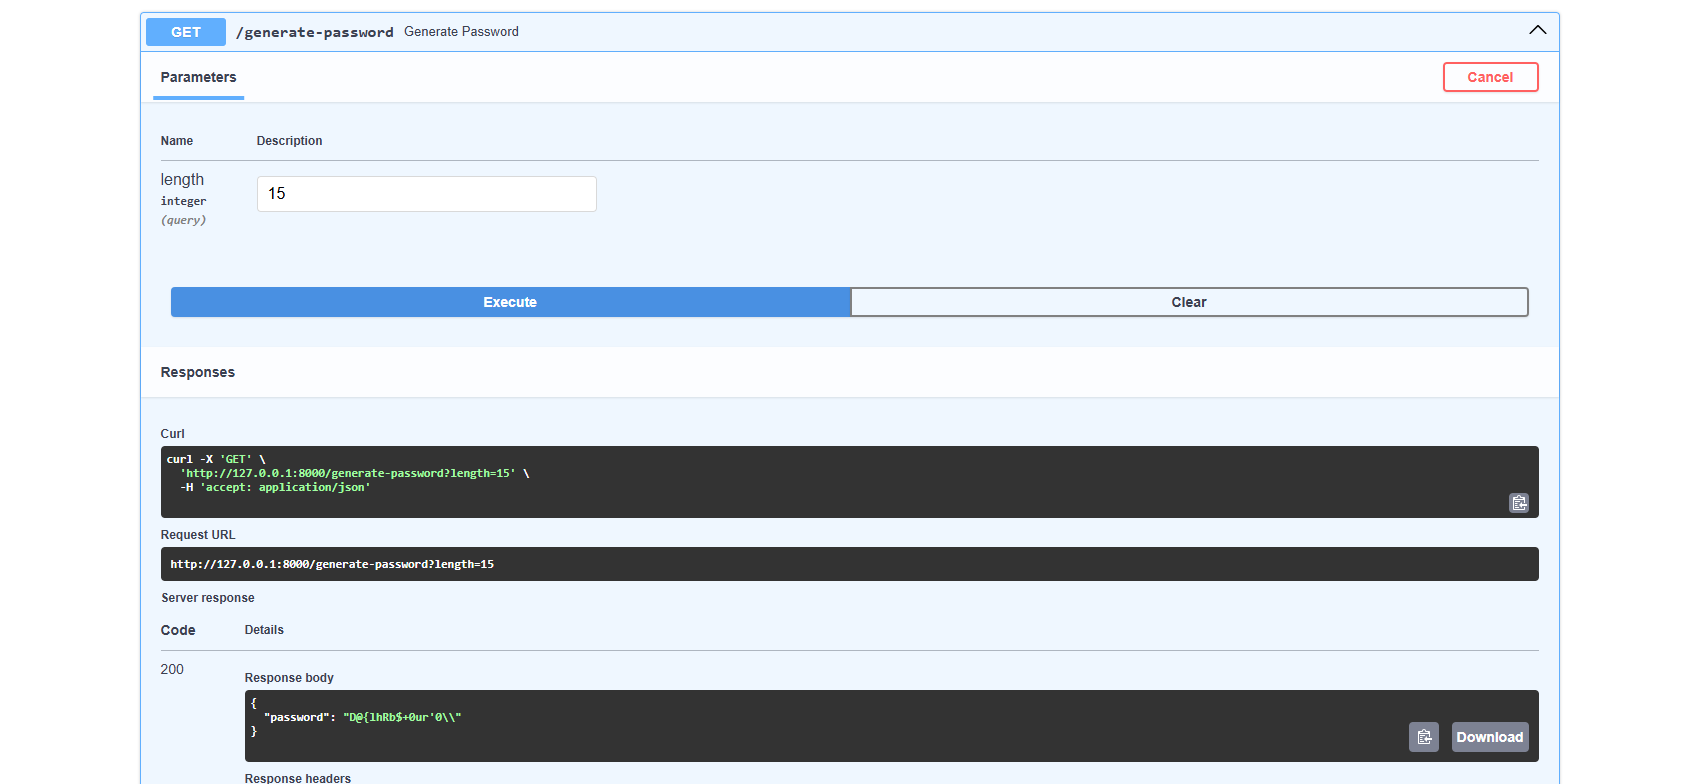 GET /generate-password Generate Password
Parameters
Cancel
Name Description
length
integer
(query)
15
Execute Clear
Responses
Curl
curl -X 'GET' \
'http://127.0.0.1:8000/generate-password?length=15' \
-H 'accept: application/json'
Request URL
http://127.0.0.1:8000/generate-password?length=15
Server response
Code Details
200
Response body
{
"password": "D@{lhRb$+0ur'0\\"
}
Download
Response headers